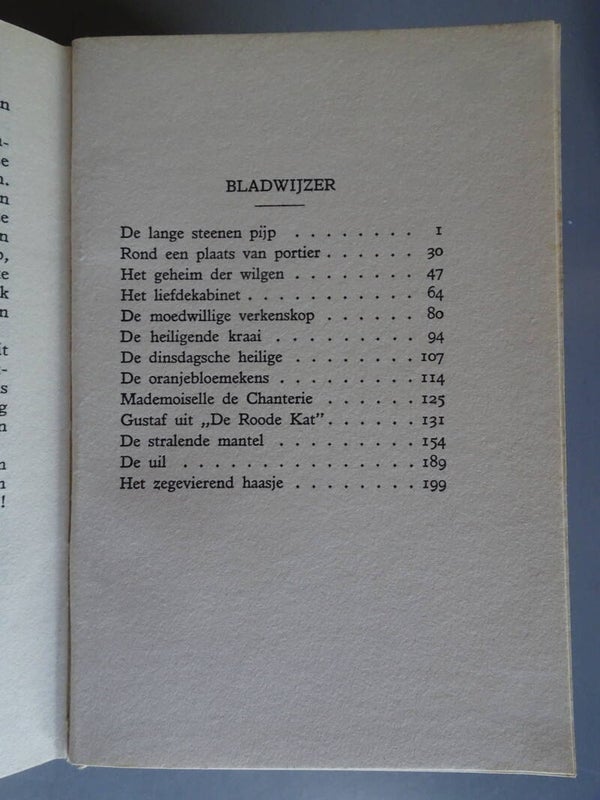 BLADWIJZER
De lange steenen pijp . . . . . . . . 1
Rond een plaats van portier . . . . . . 30
Het geheim der wilgen . . . . . . . . 47
Het liefdekabinet . . . . . . . . . . . 64
De moedwillige verkenskop . . . . . . 80
De heiligende kraai . . . . . . . . . 94
De dinsdagsche heilige . . . . . . . . 107
De oranjebloemekens . . . . . . . . . 114
Mademoiselle de Chanterie . . . . . . 125
Gustaf uit „De Roode Kat” . . . . . . 131
De stralende mantel . . . . . . . . . 154
De uil . . . . . . . . . . . . . . . 189
Het zegevierend haasje . . . . . . . . 199